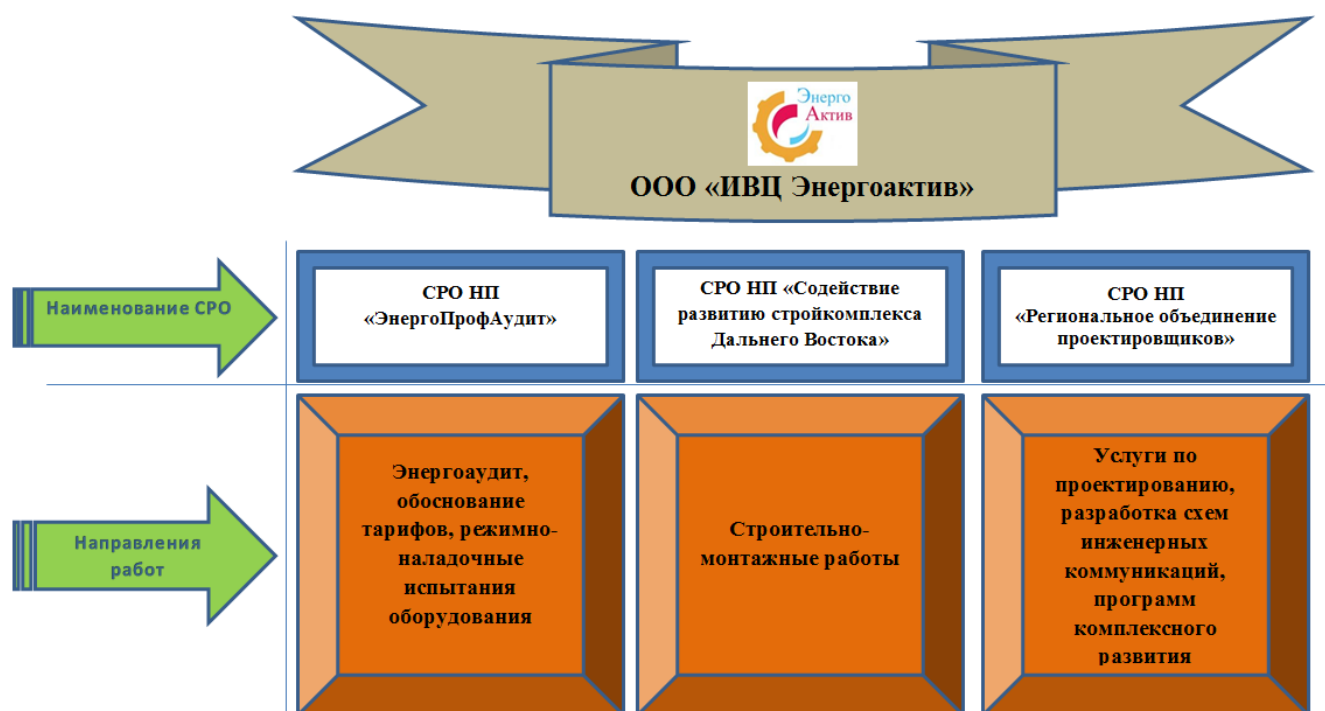 Энерго
Актив
ООО «ИВЦ Энергоактив»
Наименование СРО
СРО НП
«ЭнергоПрофАудит»
СРО НП «Содействие
развитию стройкомплекса
Дальнего Востока»
СРО НП
«Региональное объединение
проектировщиков»
Направления
работ
Энергоаудит,
обоснование
тарифов, режимно-
наладочные
испытания
оборудования
Строительно-
монтажные работы
Услуги по
проектированию,
разработка схем
инженерных
коммуникаций,
программ
комплексного
развития